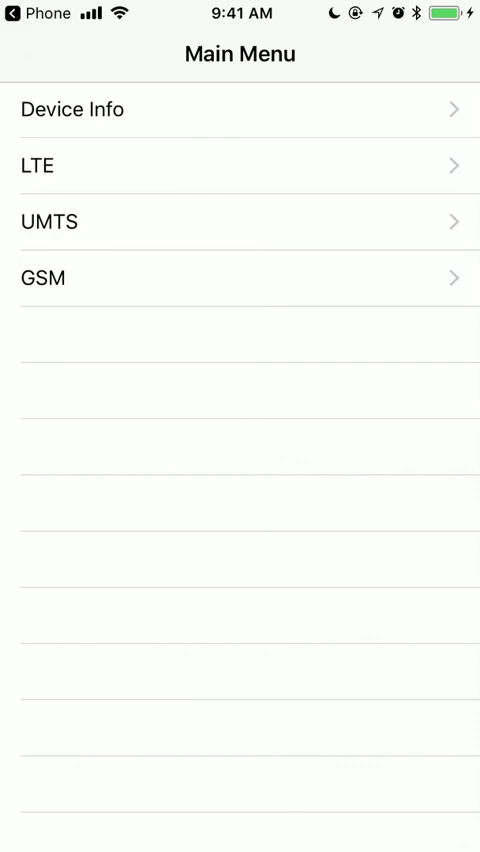 Phone 9:41 AM
Main Menu
Device Info
LTE
UMTS
GSM